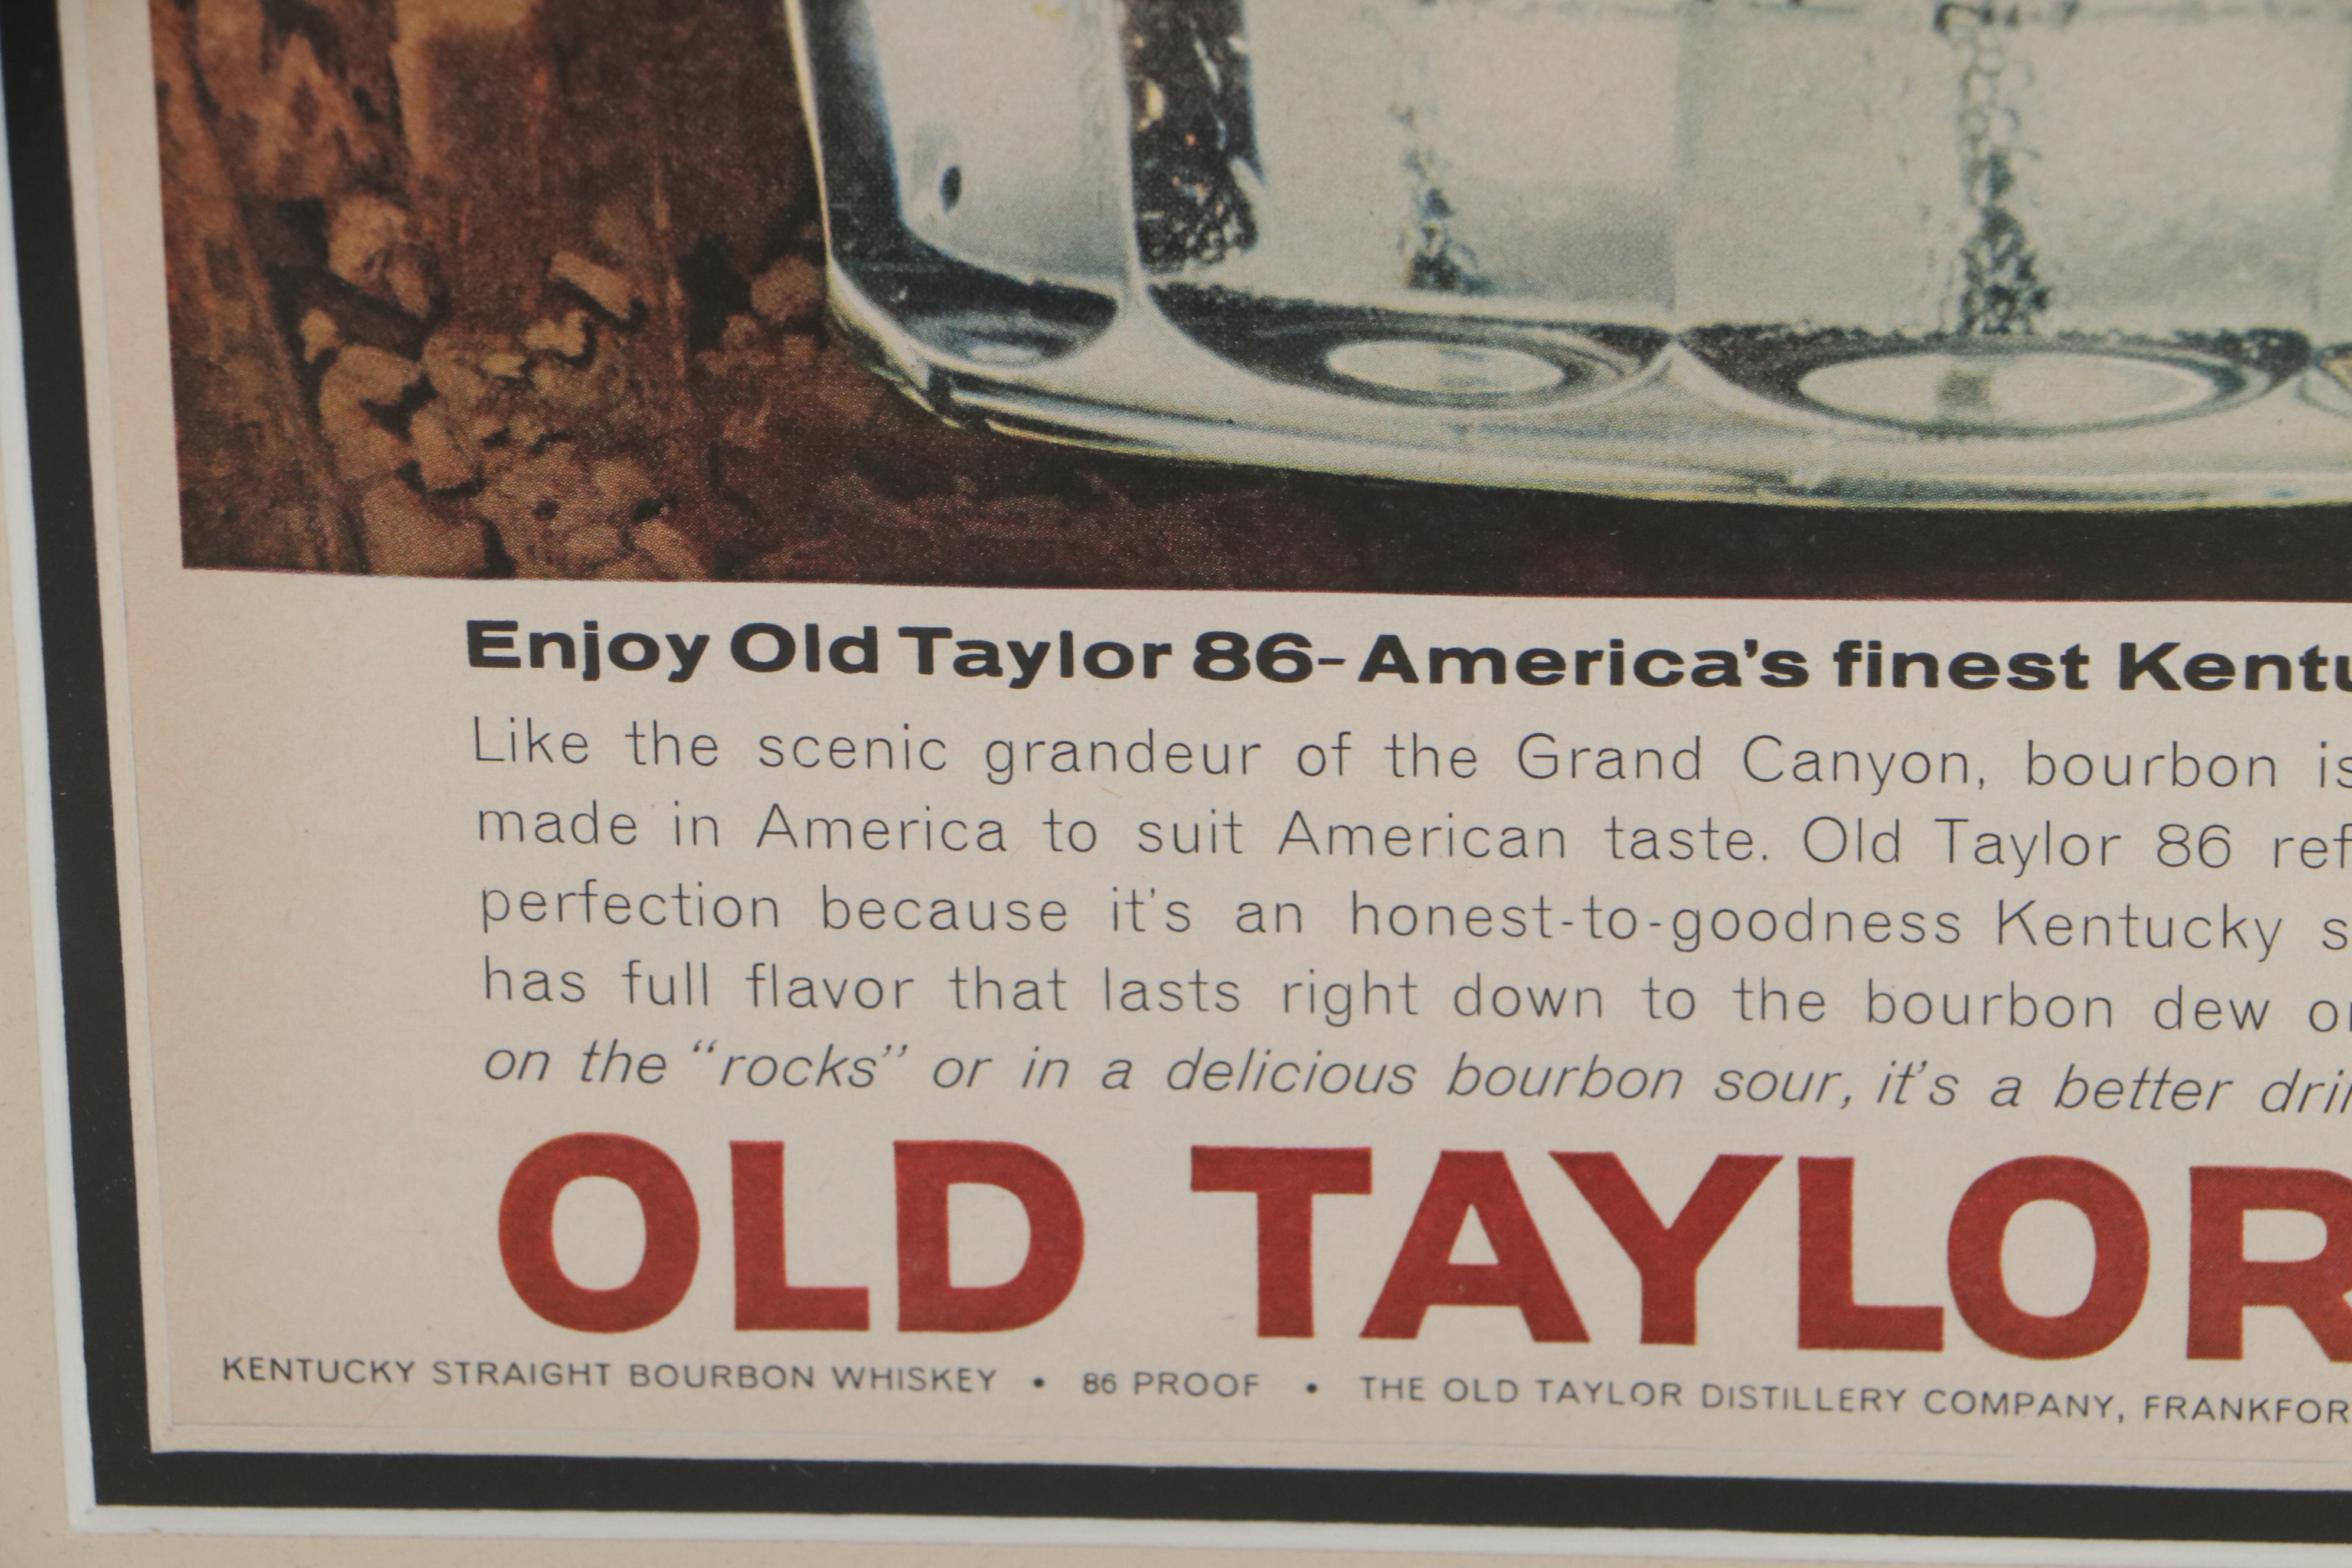 Enjoy Old Taylor 86-America's finest
Like the scenic grandeur of the Grand Canyon, bourbon is
made in America to suit American taste. Old Taylor 86
perfection because it's an honest-to-goodness Kentucky
has full flavor that lasts right down to the bourbon dew
on the “rocks” or in a delicious bourbon sour, it's a better
OLD TAYLOR
KENTUCKY STRAIGHT BOURBON WHISKEY • 86 PROOF • THE OLD TAYLOR DISTILLERY COMPANY,